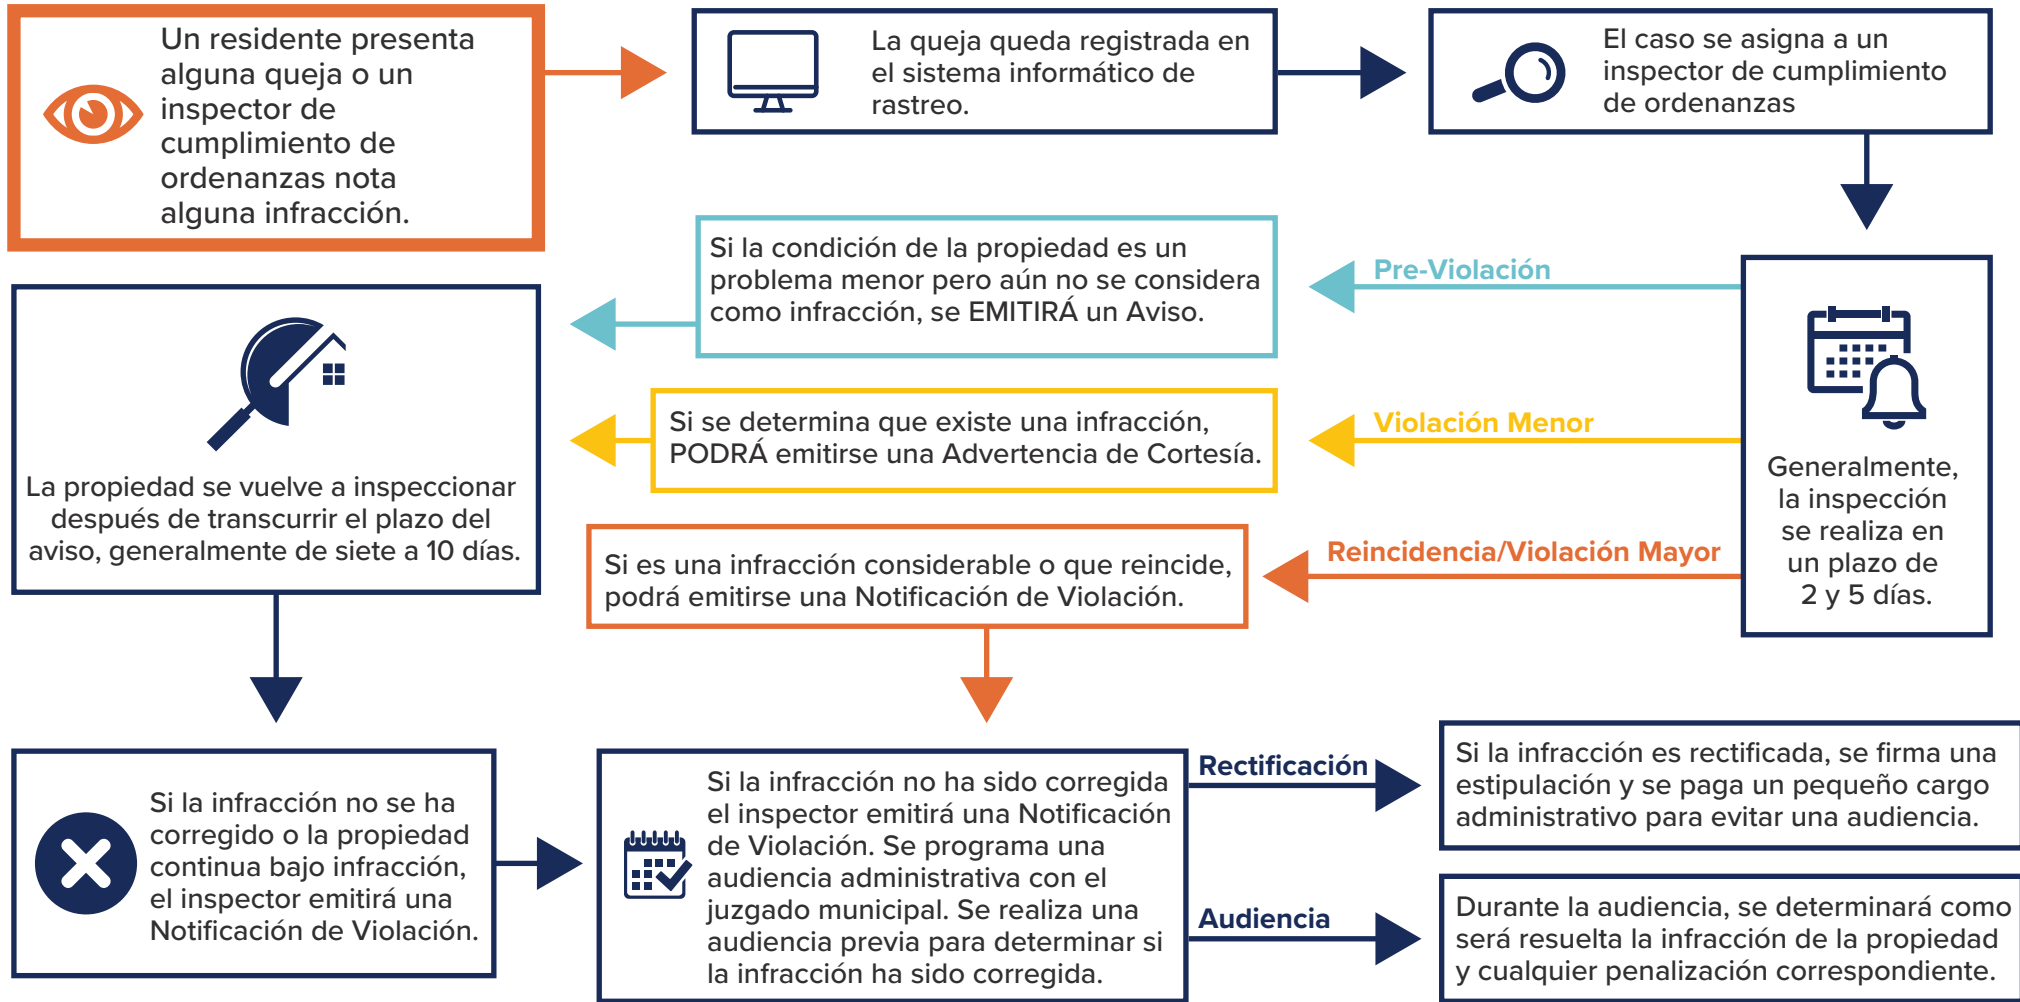 Un residente presenta
alguna queja o un
inspector de
cumplimiento de
ordenanzas nota
alguna infracción.
La queja queda registrada en
el sistema informático de
rastreo.
El caso se asigna a un
inspector de cumplimiento
de ordenanzas
Generalmente,
la inspección
se realiza en
un plazo de
2 y 5 días.
Pre-Violación
Si la condición de la propiedad es un
problema menor pero aún no se considera
como infracción, se EMITIRÁ un Aviso.
Violación Menor
Si se determina que existe una infracción,
PODRÁ emitirse una Advertencia de Cortesía.
Reincidencia/Violación Mayor
Si es una infracción considerable o que reincide,
podrá emitirse una Notificación de Violación.
La propiedad se vuelve a inspeccionar
después de transcurrir el plazo del
aviso, generalmente de siete a 10 días.
Si la infracción no se ha
corregido o la propiedad
continua bajo infracción,
el inspector emitirá una
Notificación de Violación.
Si la infracción no ha sido corregida
el inspector emitirá una Notificación
de Violación. Se programa una
audiencia administrativa con el
juzgado municipal. Se realiza una
audiencia previa para determinar si
la infracción ha sido corregida.
Rectificación
Si la infracción es rectificada, se firma una
estipulación y se paga un pequeño cargo
administrativo para evitar una audiencia.
Audiencia
Durante la audiencia, se determinará como
será resuelta la infracción de la propiedad
y cualquier penalización correspondiente.